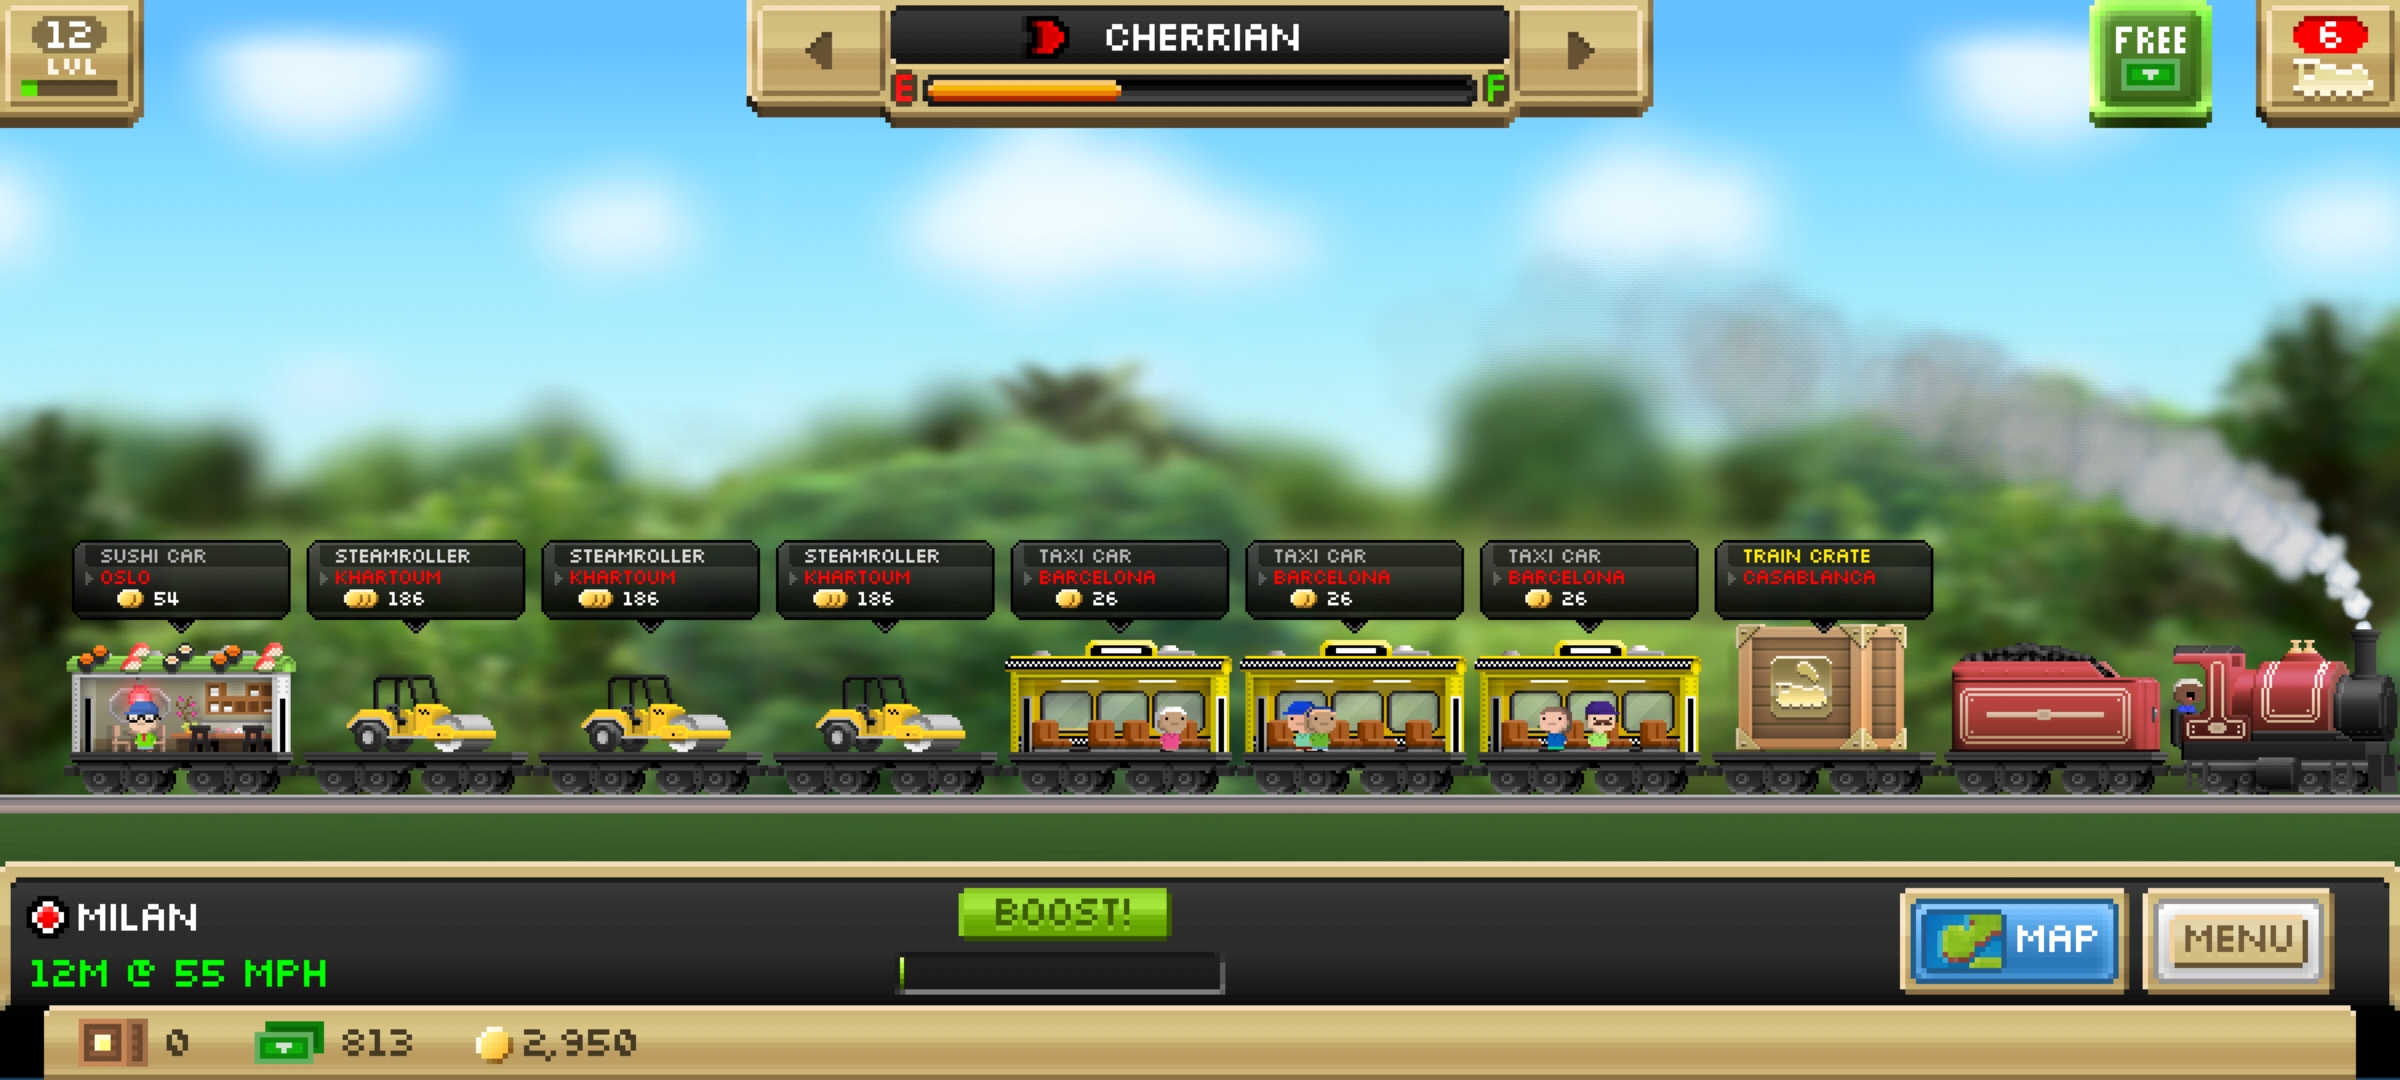 12
LVL
CHERRIAN
E F
FREE
6
SUSHI CAR
OSLO
54
STEAMROLLER
KHARTOUM
186
STEAMROLLER
KHARTOUM
186
STEAMROLLER
KHARTOUM
186
TAXI CAR
BARCELONA
26
TAXI CAR
BARCELONA
26
TAXI CAR
BARCELONA
26
TRAIN CRATE
CASABLANCA
MILAN
12M @ 55 MPH
BOOST!
MAP
MENU
0
813
2,950